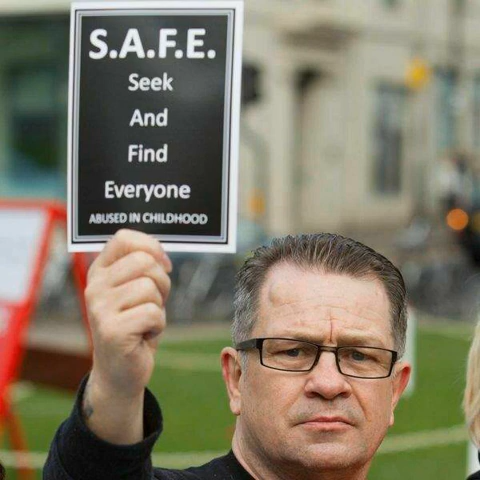 S.A.F.E.
Seek
And
Find
Everyone
ABUSED IN CHILDHOOD